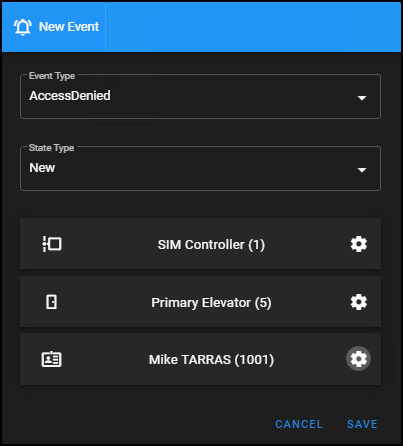 New Event
Event Type
AccessDenied
State Type
New
SIM Controller (1)
Primary Elevator (5)
Mike TARRAS (1001)
CANCEL SAVE